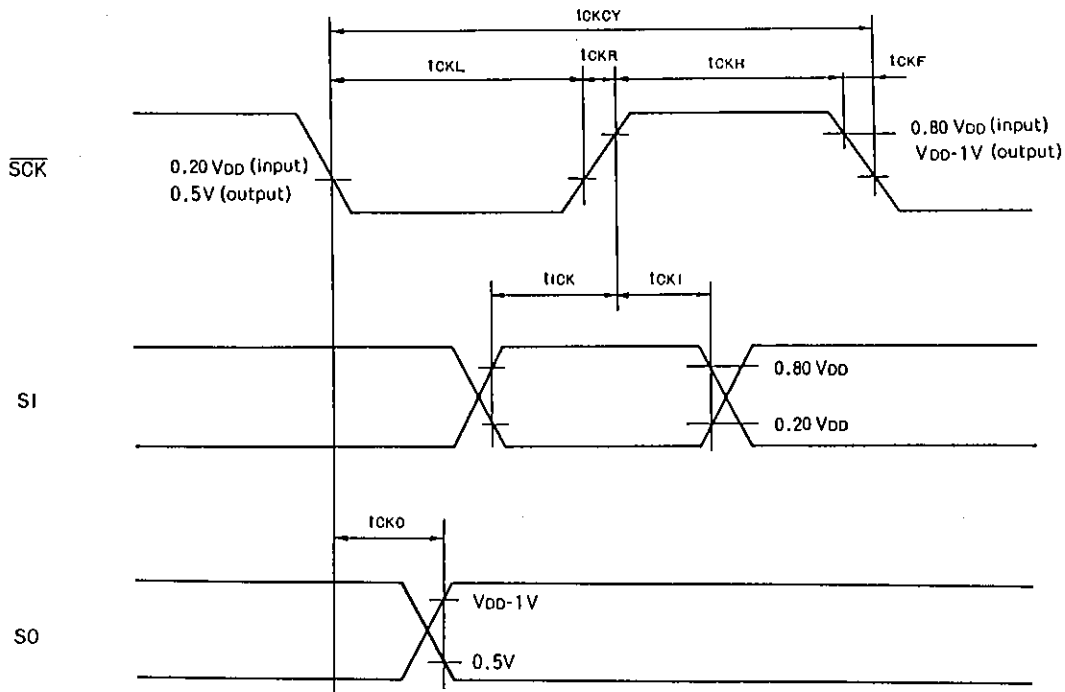 tCKCY
tCKL
tCKR
tCKH
tCKF
SCK
0.20 VDD (input)
0.5V (output)
0.80 VDD (input)
VDD-1V (output)
tICK
tCKI
SI
0.80 VDD
0.20 VDD
tCKO
SO
VDD-1V
0.5V